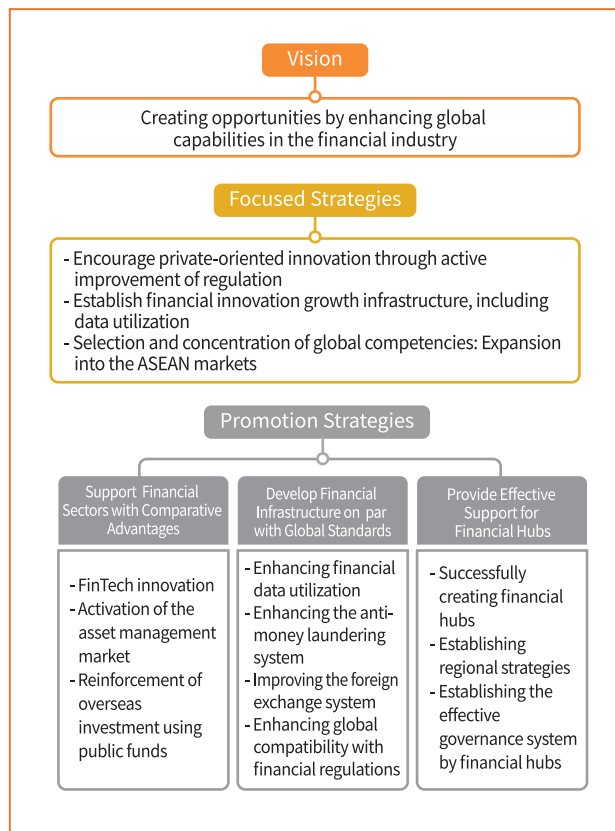 Vision
Creating opportunities by enhancing global
capabilities in the financial industry
Focused Strategies
- Encourage private-oriented innovation through active
improvement of regulation
- Establish financial innovation growth infrastructure, including
data utilization
- Selection and concentration of global competencies: Expansion
into the ASEAN markets
Promotion Strategies
Support Financial
Sectors with Comparative
Advantages
- FinTech innovation
- Activation of the
asset management
market
- Reinforcement of
overseas
investment using
public funds
Develop Financial
Infrastructure on par
with Global Standards
- Enhancing financial
data utilization
- Enhancing the anti-
money laundering
system
- Improving the foreign
exchange system
- Enhancing global
compatibility with
financial regulations
Provide Effective
Support for
Financial Hubs
- Successfully
creating financial
hubs
- Establishing
regional strategies
- Establishing the
effective
governance system
by financial hubs